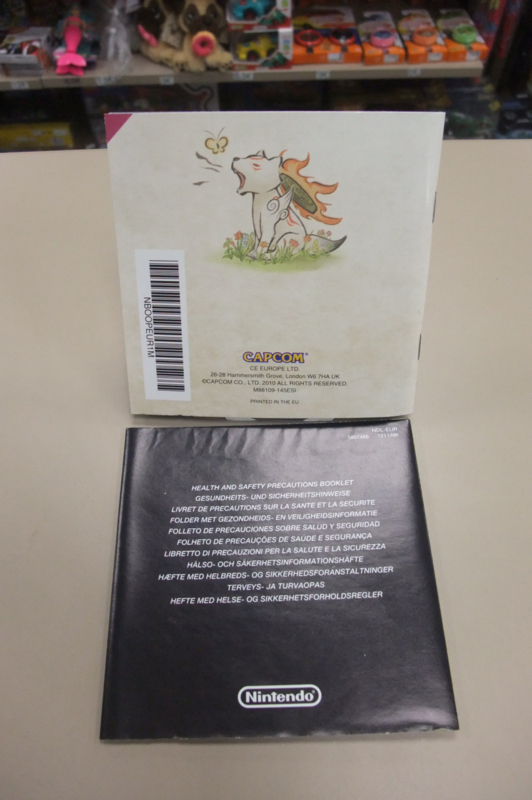 NBOOPEUR1M
CAPCOM
CE EUROPE LTD.
26-28 Hammersmith Grove, London W6 7HA UK
©CAPCOM CO., LTD. 2010 ALL RIGHTS RESERVED.
PRINTED IN THE EU
HEALTH AND SAFETY PRECAUTIONS BOOKLET
GESUNDHEITS- UND SICHERHEITSHINWEISE
LIVRET DE PRECAUTIONS SUR LA SANTE ET LA SECURITE
FOLDER MET GEZONDHEIDS- EN VEILIGHEIDSINFORMATIE
FOLLETO DE PRECAUCIONES SOBRE SALUD Y SEGURIDAD
FOLHETO DE PRECAUÇÕES DE SAÚDE E SEGURANÇA
LIBRETTO DI PRECAUZIONI PER LA SALUTE E LA SICUREZZA
HÄLSO- OCH SÄKERHETSINFORMATIONSHÄFTE
HÆFTE MED HELBREDS- OG SIKKERHEDSFORANSTALTNINGER
TERVEYS- JA TURVAOPAS
HEFTE MED HELSE- OG SIKKERHETSFORHOLDSREGLER
Nintendo